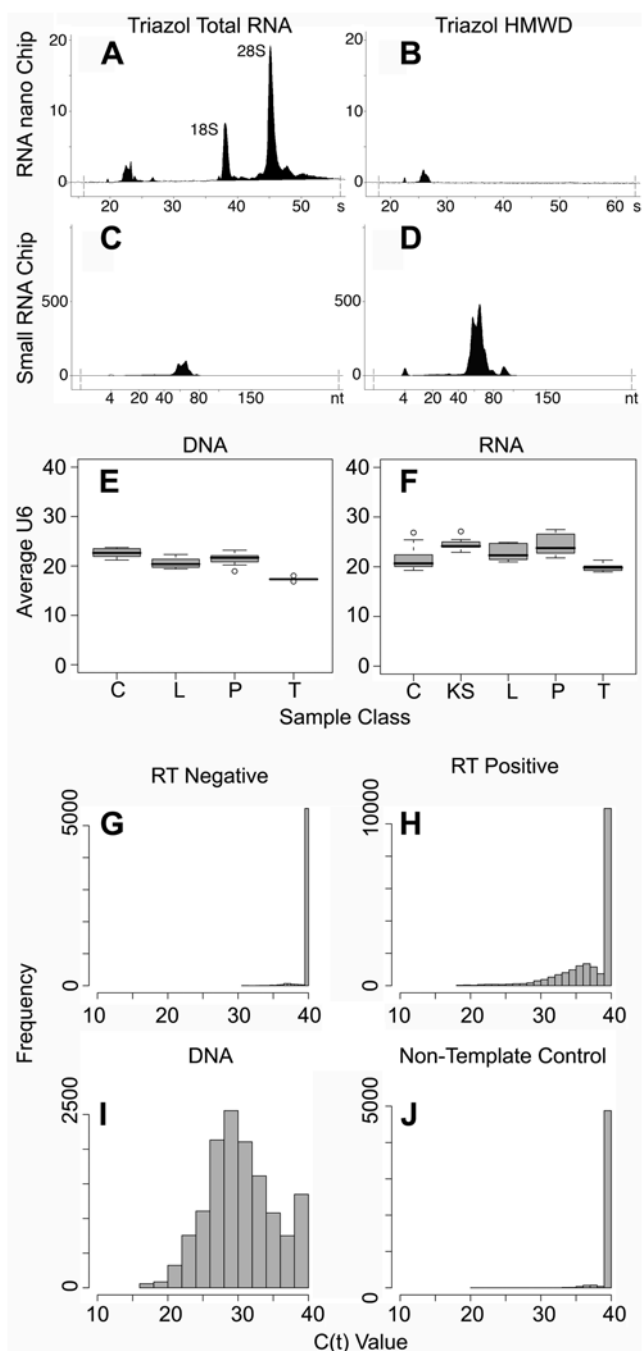 Triazol Total RNA
Triazol HMWD
RNA nano Chip
A
18S
28S
20
10
0
20 30 40 50 s
B
20
10
0
20 30 40 50 60 s
Small RNA Chip
C
500
0
4 20 40 80 150 nt
D
500
0
4 20 40 80 150 nt
DNA
RNA
Average U6
E
40
30
20
10
0
C L P T
F
40
30
20
10
0
C KS L P T
Sample Class
RT Negative
RT Positive
Frequency
G
5000
0
10 20 30 40
H
10000
0
10 20 30 40
DNA
Non-Template Control
I
2500
0
10 20 30 40
J
5000
0
10 20 30 40
C(t) Value